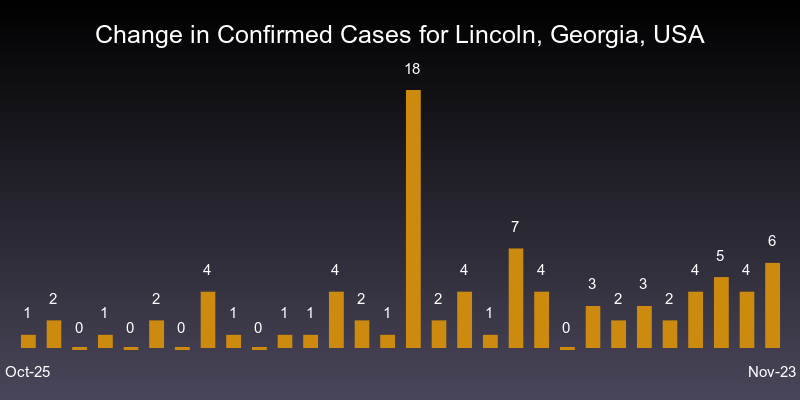 Change in Confirmed Cases for Lincoln, Georgia, USA
18
7
6
5
4 4 4 4 4 4
3 3
2 2 2 2 2 2
1 1 1 1 1 1 1
0 0 0 0 0
Oct-25 Nov-23